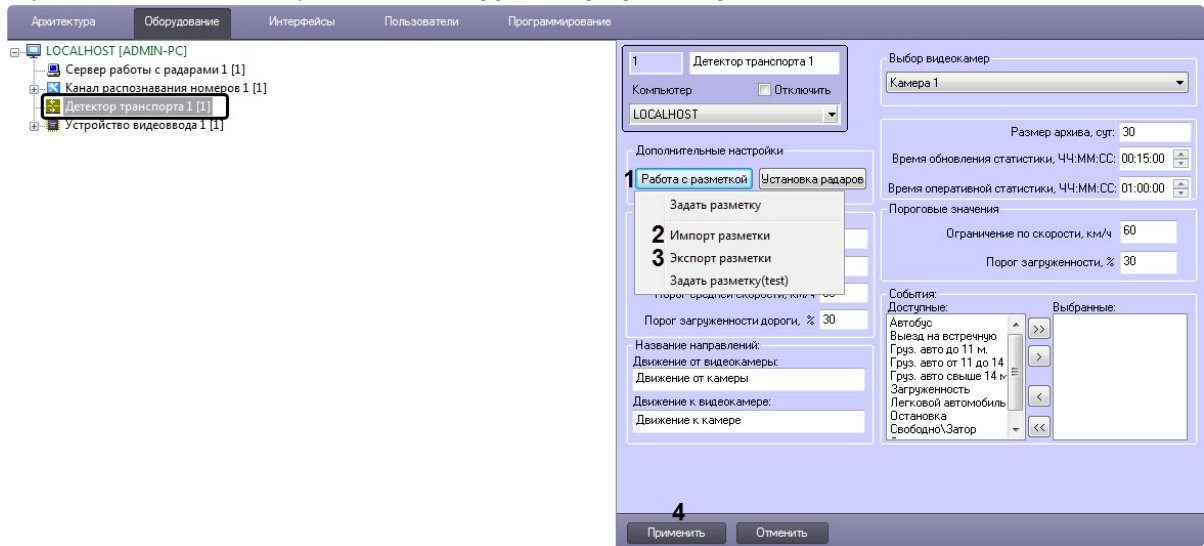 Архитектура Оборудование Интерфейсы Пользователи Программирование
LOCALHOST [ADMIN-PC]
Сервер работы с радарами 1 [1]
Канал распознавания номеров 1 [1]
Детектор транспорта 1 [1]
Устройство видеоввода 1 [1]
1 Детектор транспорта 1
Компьютер Отключить
LOCALHOST
Дополнительные настройки
1 Работа с разметкой Установка радаров
Задать разметку
2 Импорт разметки
3 Экспорт разметки
Задать разметку(test)
Порог загруженности дороги, % 30
Название направлений:
Движение от видеокамеры:
Движение от камеры
Движение к видеокамере:
Движение к камере
Выбор видеокамер
Камера 1
Размер архива, сут: 30
Время обновления статистики, ЧЧ:ММ:СС: 00:15:00
Время оперативной статистики, ЧЧ:ММ:СС: 01:00:00
Пороговые значения
Ограничение по скорости, км/ч 60
Порог загруженности, % 30
События:
Доступные: Выбранные:
Автобус
Выезд на встречную
Груз. авто до 11 м.
Груз. авто от 11 до 14
Груз. авто свыше 14 м
Загруженность
Легковой автомобиль
Остановка
Свободно\Затор
>>
>
<
<<
4
Применить Отменить